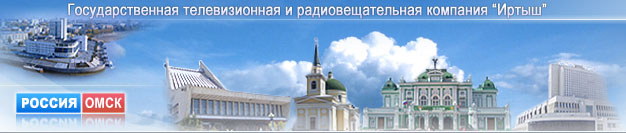 Государственная телевизионная и радиовещательная компания “Иртыш”
РОССИЯ ОМСК